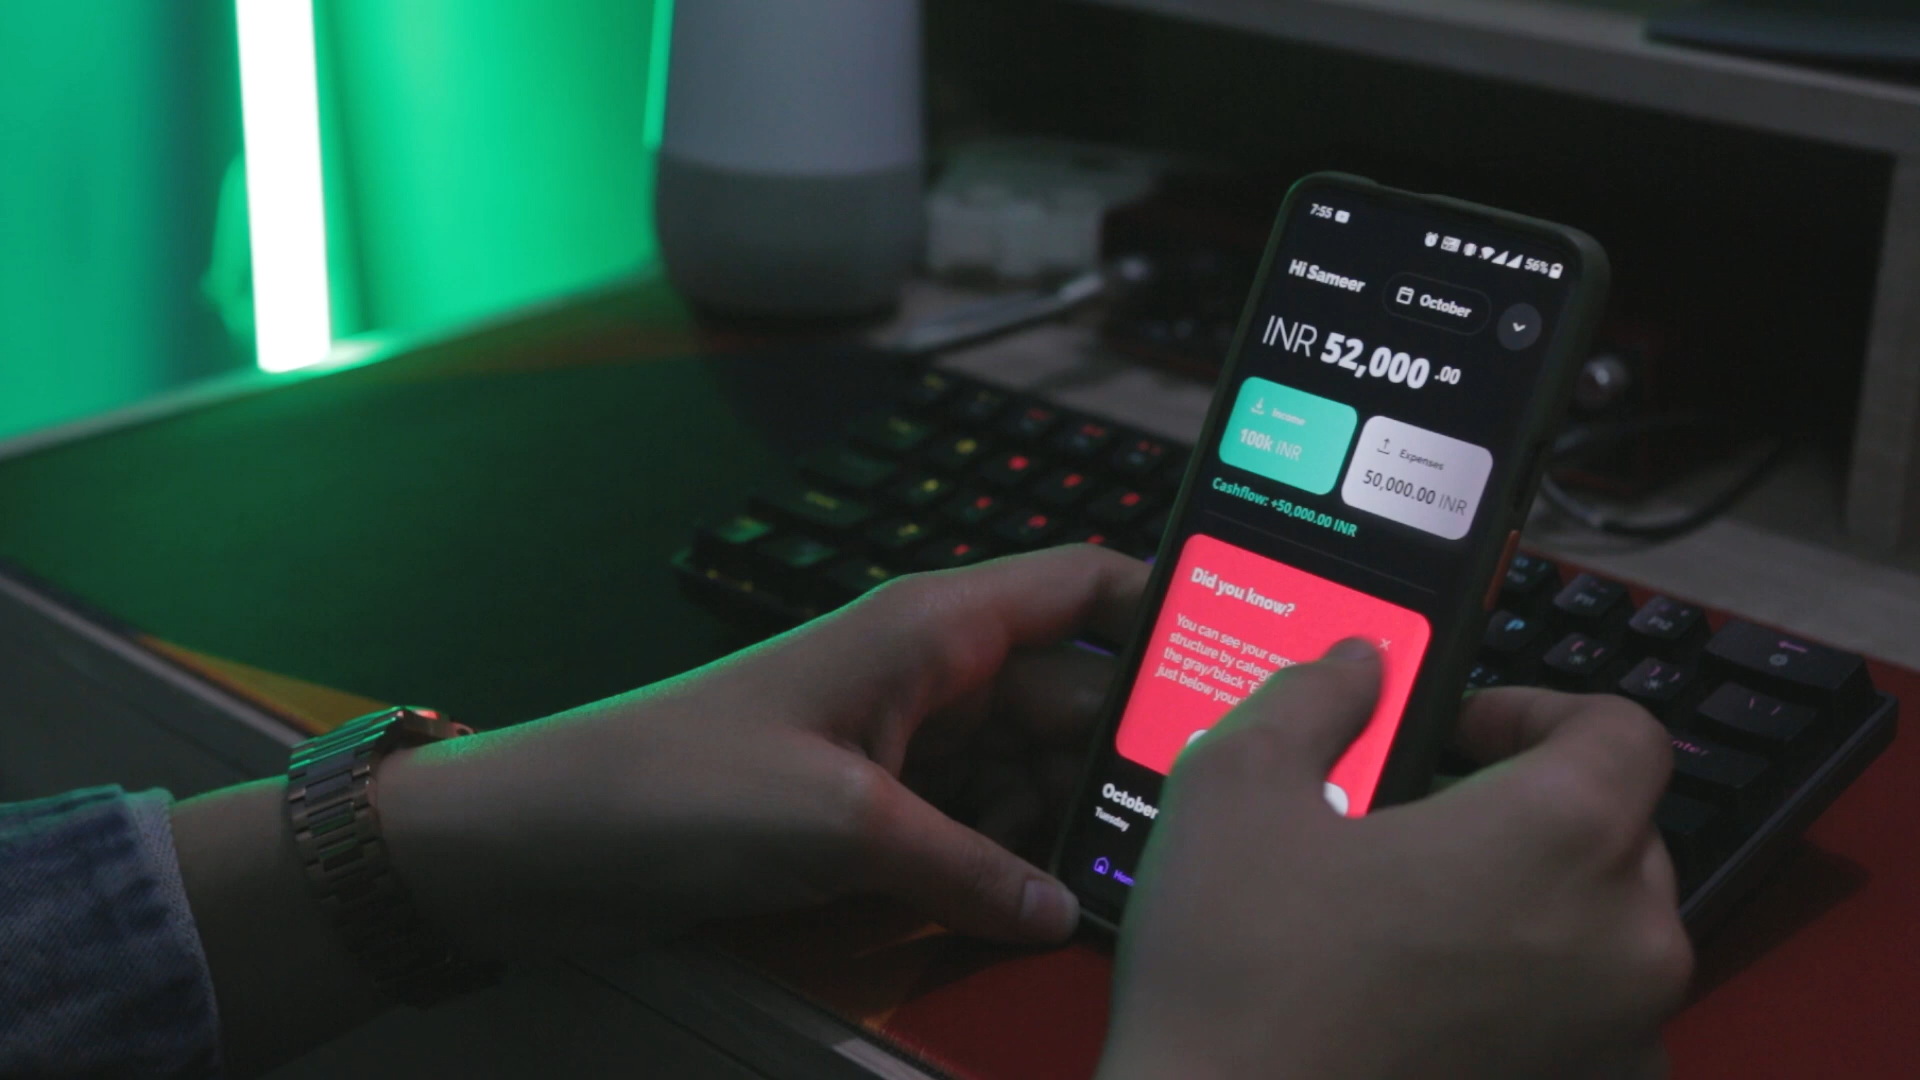 7:55
56%
Hi Sameer
October
INR 52,000.00
Income
100k INR
Expenses
50,000.00 INR
Cashflow: +50,000.00 INR
Did you know?
You can see your
structure by
the gray/black
just below your
October
Tuesday
enter